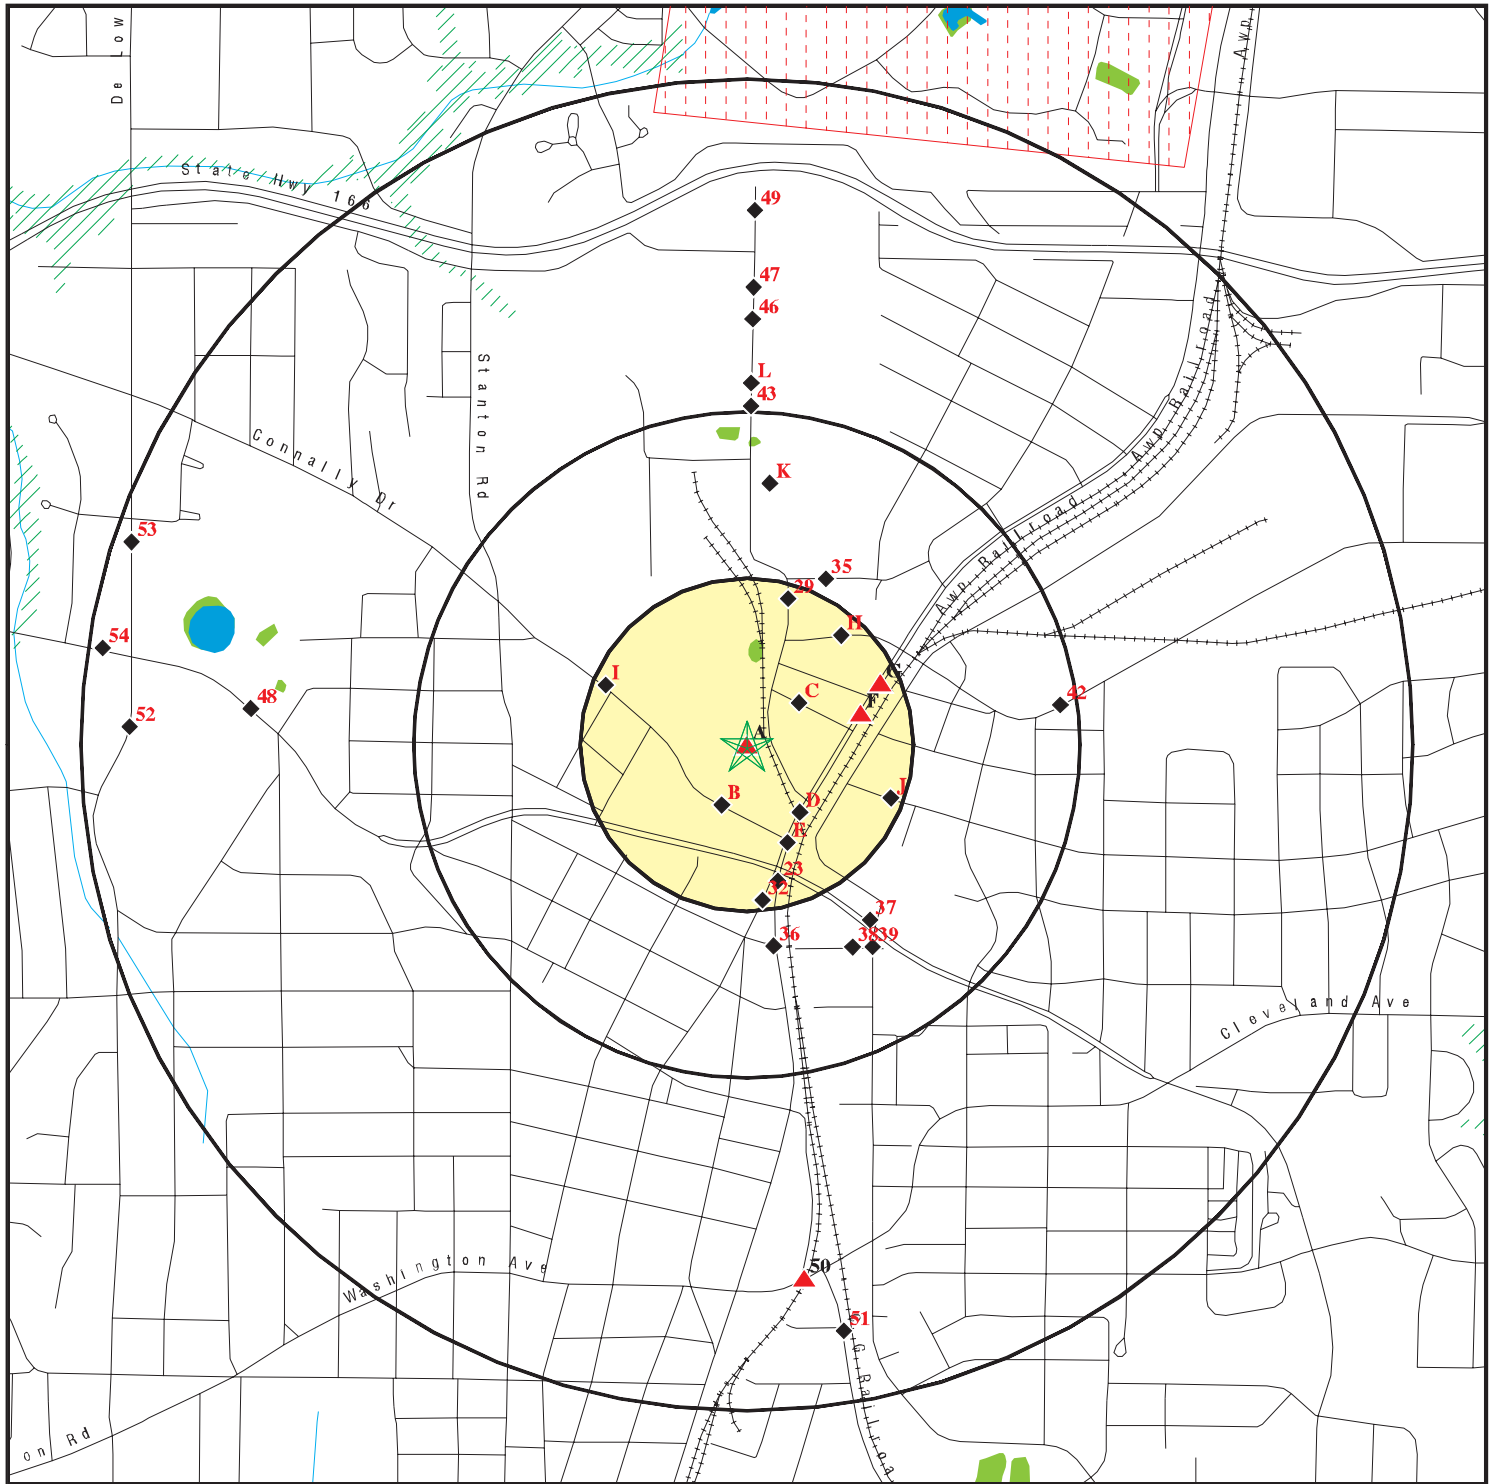 De Low
Awp
State Hwy 166
49
47
46
L
43
Stanton Rd
Awp Railroad
Connally Dr
K
Awp Railroad
53
35
29
H
54
I
G
48
C
F
42
52
A
B
D
J
E
23
32
37
36
38
39
Cleveland Ave
Washington Ave
50
51
G Railroa
on Rd